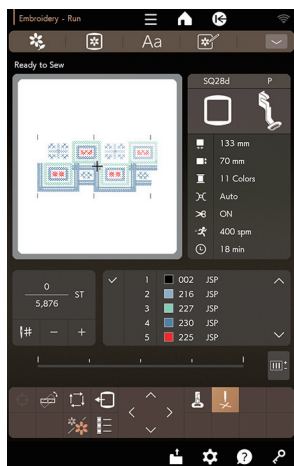 Embroidery - Run
Aa
Ready to Sew
SQ28d P
133 mm
70 mm
11 Colors
Auto
ON
400 spm
18 min
0
5,876
ST
1 002 JSP
2 216 JSP
3 227 JSP
4 230 JSP
5 225 JSP
# - +
?